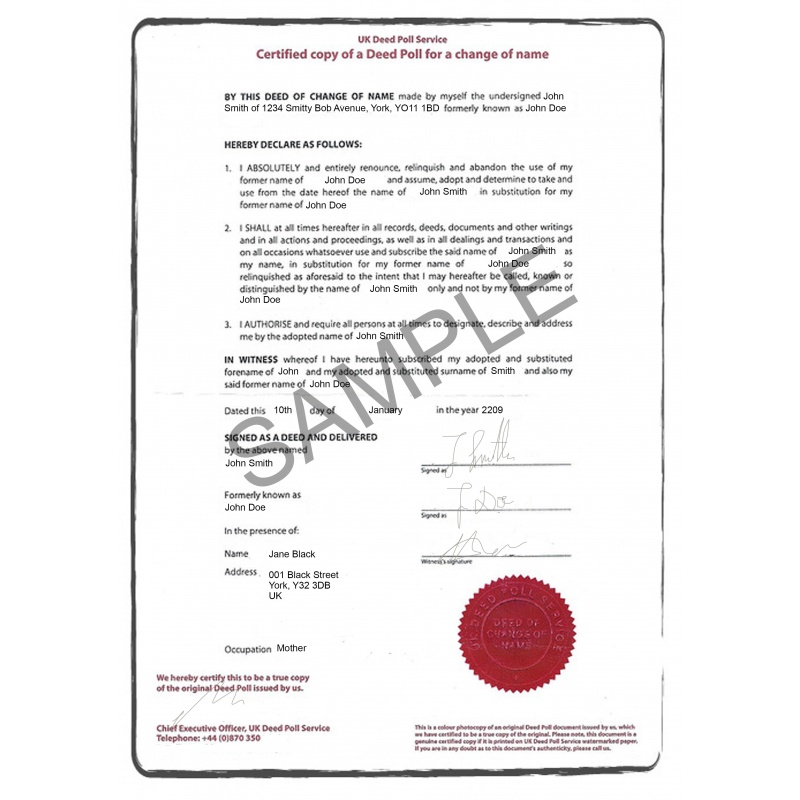 UK Deed Poll Service
Certified copy of a Deed Poll for a change of name
BY THIS DEED OF CHANGE OF NAME made by myself the undersigned John
Smith of 1234 Smitty Bob Avenue, York, YO11 1BD formerly known as John Doe
HEREBY DECLARE AS FOLLOWS:
1. I ABSOLUTELY and entirely renounce, relinquish and abandon the use of my
former name of John Doe and assume, adopt and determine to take and
use from the date hereof the name of John Smith in substitution for my
former name of John Doe
2. I SHALL at all times hereafter in all records, deeds, documents and other writings
and in all actions and proceedings, as well as in all dealings and transactions and
on all occasions whatsoever use and subscribe the said name of John Smith as
my name, in substitution for my former name of John Doe so
relinquished as aforesaid to the intent that I may hereafter be called, known or
distinguished by the name of John Smith only and not by my former name of
John Doe
3. I AUTHORISE and require all persons at all times to designate, describe and address
me by the adopted name of John Smith
IN WITNESS whereof I have hereunto subscribed my adopted and substituted
forename of John and my adopted and substituted surname of Smith and also my
said former name of John Doe
Dated this 10th day of January in the year 2209
SIGNED AS A DEED AND DELIVERED
by the above named
John Smith
J Smith
Signed as
Formerly known as
John Doe
J Doe
Signed as
In the presence of:
Name Jane Black
Witness's signature
Address 001 Black Street
York, Y32 3DB
UK
Occupation Mother
UK DEED POLL SERVICE
DEED OF
CHANGE OF
NAME
We hereby certify this to be a true copy
of the original Deed Poll issued by us.
Chief Executive Officer, UK Deed Poll Service
Telephone: +44 (0)870 350
This is a colour photocopy of an original Deed Poll document issued by us, which
we have certified to be a true copy of the original. Please note, this document is a
genuine certified copy if it is printed on UK Deed Poll Service watermarked paper.
If you are in any doubt as to this document's authenticity, please call us.
SAMPLE